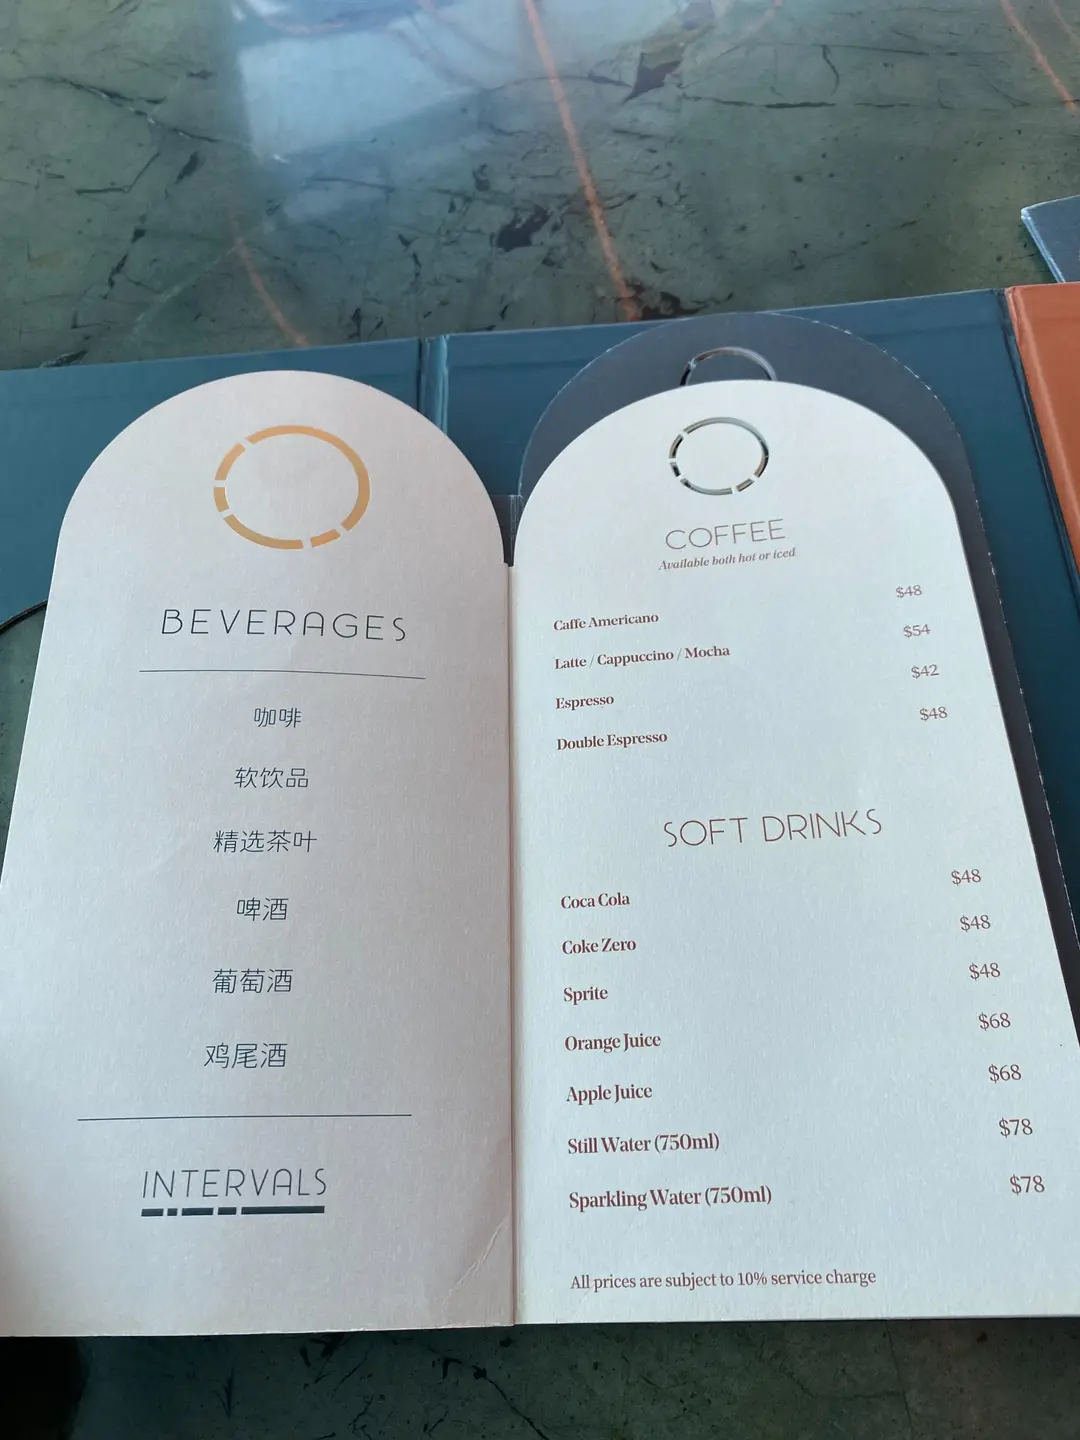 BEVERAGES
咖啡
软饮品
精选茶叶
啤酒
葡萄酒
鸡尾酒
INTERVALS
COFFEE
Available both hot or iced
Caffe Americano $48
Latte / Cappuccino / Mocha $54
Espresso $42
Double Espresso $48
SOFT DRINKS
Coca Cola $48
Coke Zero $48
Sprite $48
Orange Juice $68
Apple Juice $68
Still Water (750ml) $78
Sparkling Water (750ml) $78
All prices are subject to 10% service charge